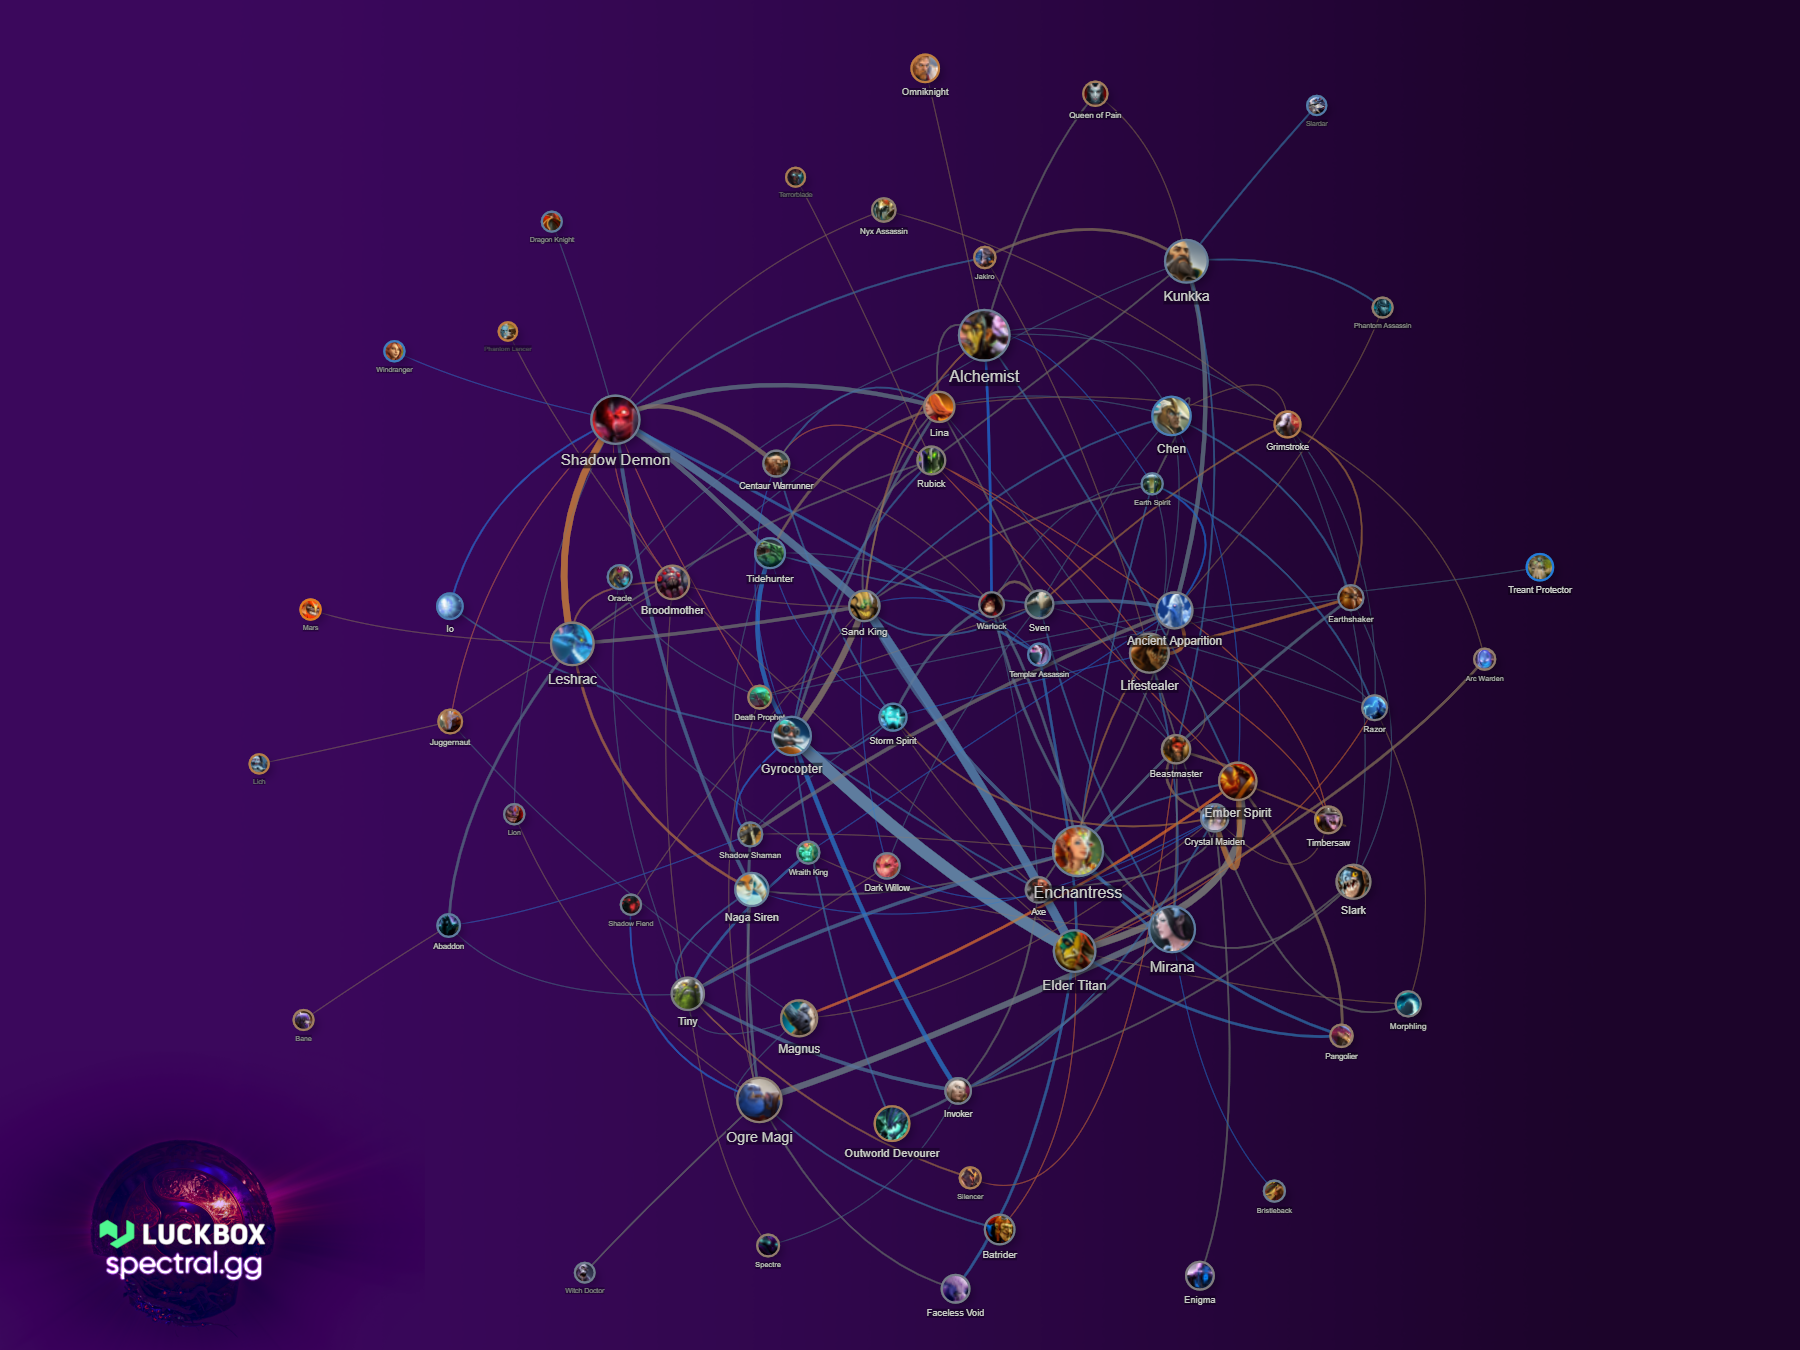 Omniknight
Queen of Pain
Slardar
Terrorblade
Nyx Assassin
Dragon Knight
Jakiro
Kunkka
Phantom Assassin
Phantom Lancer
Windranger
Alchemist
Lina
Chen
Grimstroke
Shadow Demon
Centaur Warrunner
Rubick
Earth Spirit
Tidehunter
Treant Protector
Oracle
Broodmother
Mars
Io
Sand King
Warlock
Sven
Ancient Apparition
Earthshaker
Leshrac
Templar Assassin
Lifestealer
Arc Warden
Death Prophet
Juggernaut
Storm Spirit
Razor
Gyrocopter
Lich
Beastmaster
Ember Spirit
Lion
Crystal Maiden
Timbersaw
Shadow Shaman
Wraith King
Dark Willow
Enchantress
Slark
Naga Siren
Axe
Shadow Fiend
Abaddon
Mirana
Elder Titan
Tiny
Morphling
Bane
Magnus
Pangolier
Invoker
Ogre Magi
Outworld Devourer
Silencer
Bristleback
LUCKBOX
spectral.gg
Batrider
Spectre
Witch Doctor
Enigma
Faceless Void